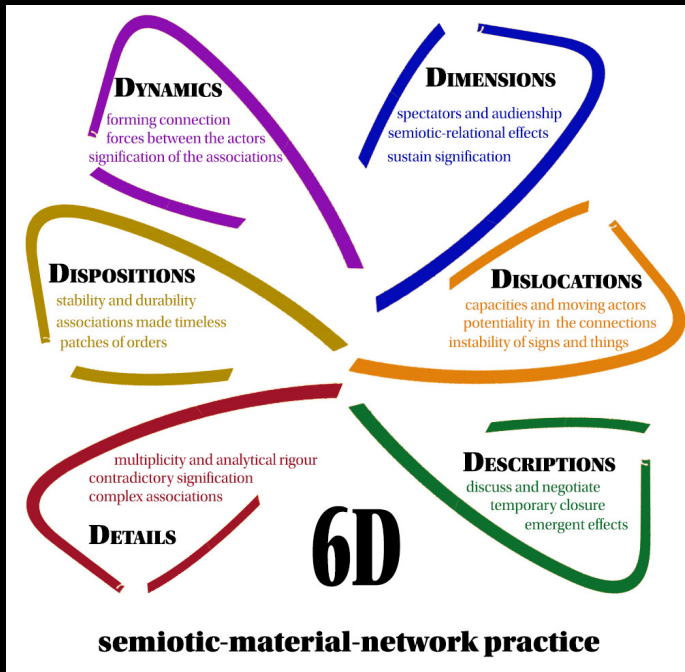 DYNAMICS
forming connection
forces between the actors
signification of the associations
DIMENSIONS
spectators and audienship
semiotic-relational effects
sustain signification
DISPOSITIONS
stability and durability
associations made timeless
patches of orders
DISLOCATIONS
capacities and moving actors
potentiality in the connections
instability of signs and things
multiplicity and analytical rigour
contradictory signification
complex associations
DETAILS
DESCRIPTIONS
discuss and negotiate
temporary closure
emergent effects
6D
semiotic-material-network practice